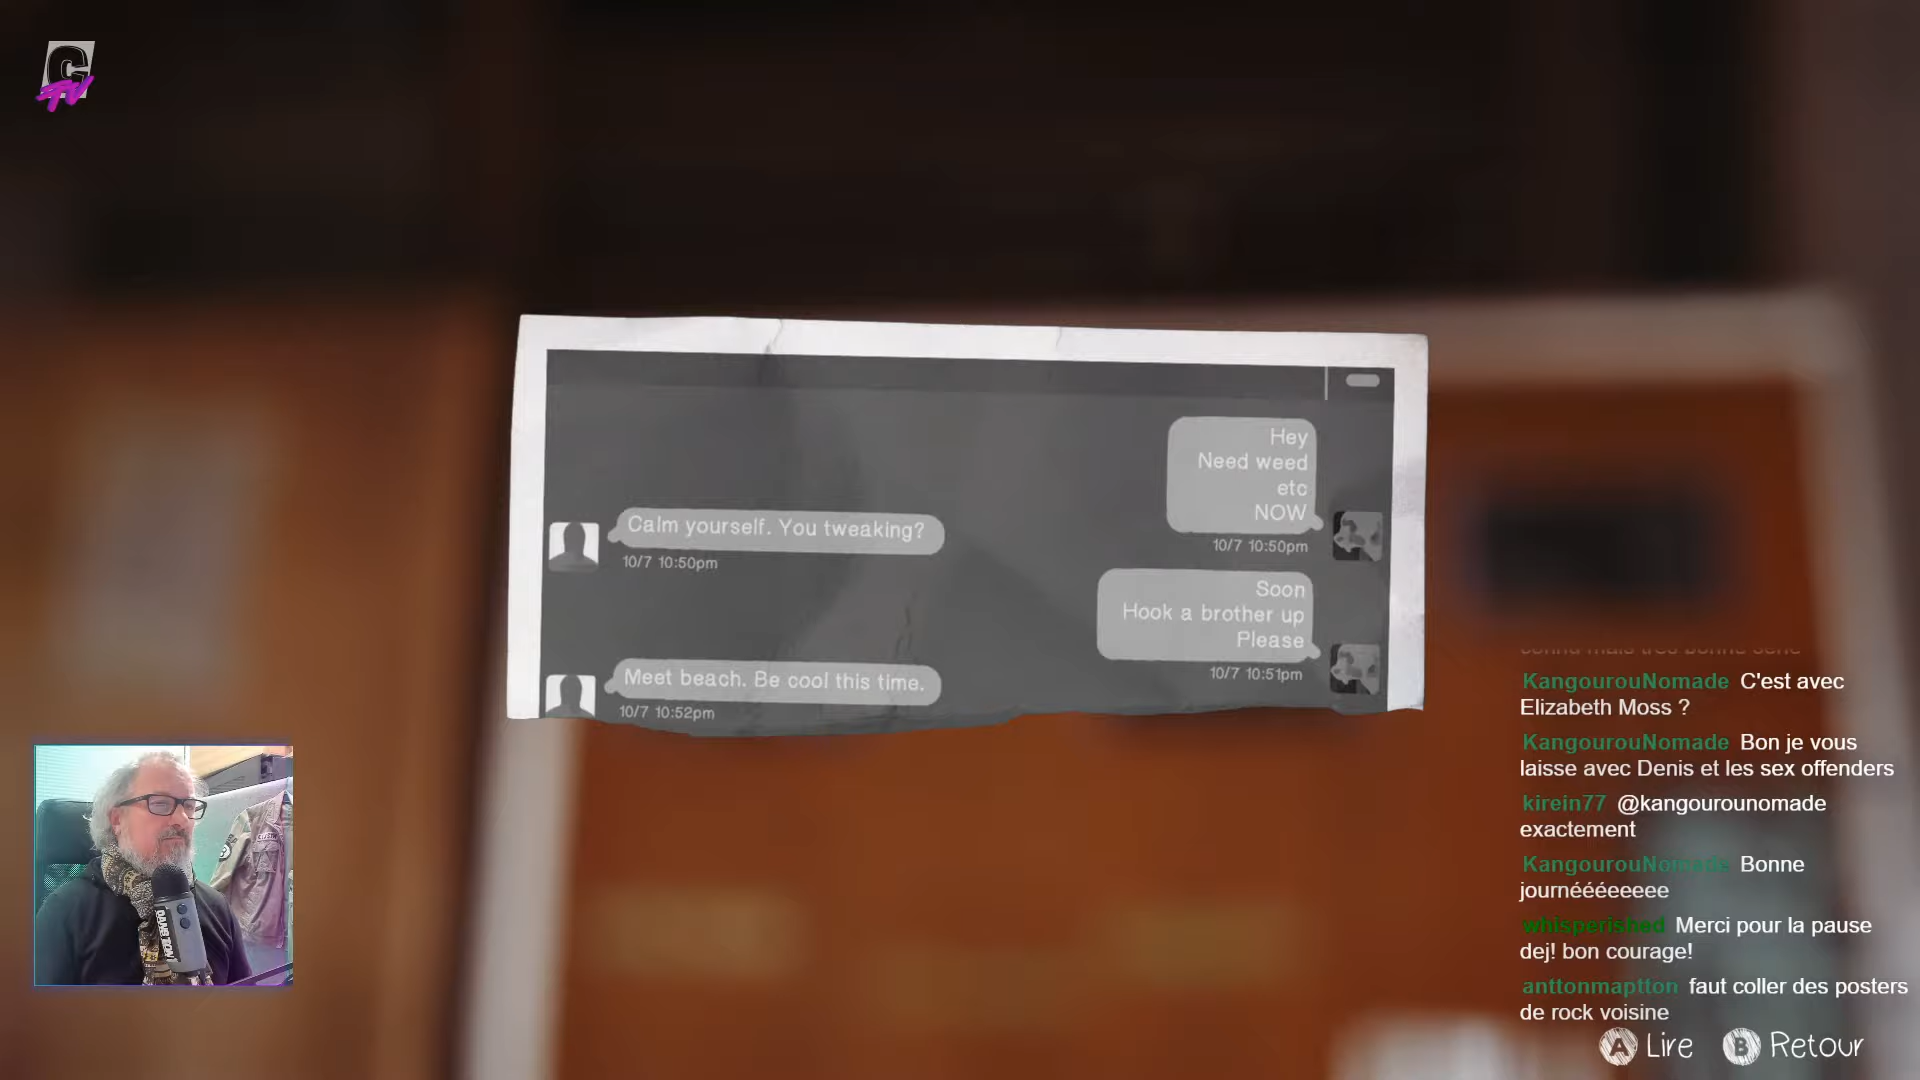 C
TV
Hey
Need weed
etc
NOW
10/7 10:50pm
Calm yourself. You tweaking?
10/7 10:50pm
Soon
Hook a brother up
Please
10/7 10:51pm
Meet beach. Be cool this time.
10/7 10:52pm
KangourouNomade C'est avec
Elizabeth Moss ?
KangourouNomade Bon je vous
laisse avec Denis et les sex offenders
kirein77 @kangourounomade
exactement
KangourouNomade Bonne
journéééeeeee
whisperished Merci pour la pause
dej! bon courage!
anttonmaptton faut coller des posters
de rock voisine
A Lire B Retour